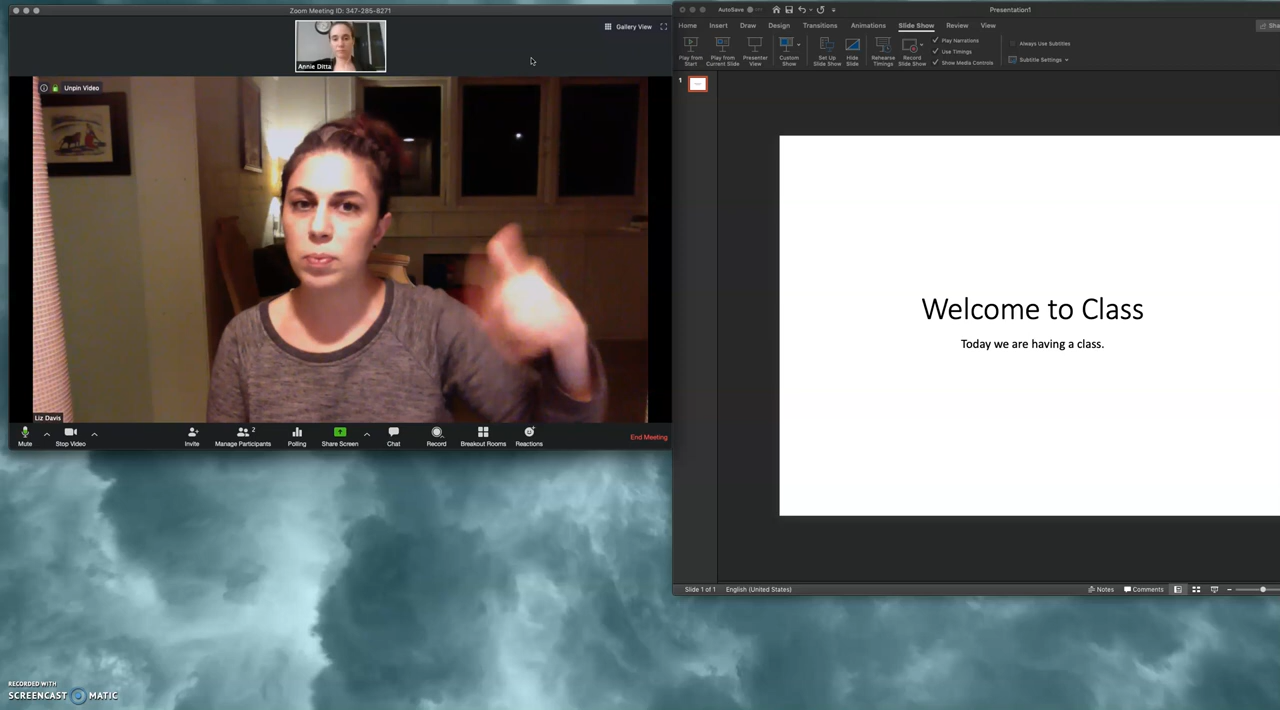 Zoom Meeting ID: 347-285-8271
Gallery View
Annie Ditta
Unpin Video
Liz Davis
Mute
Stop Video
Invite
Manage Participants
2
Polling
Share Screen
Chat
Record
Breakout Rooms
Reactions
End Meeting
AutoSave
Presentation1
Home
Insert
Draw
Design
Transitions
Animations
Slide Show
Review
View
Sha
Play from
Start
Play from
Current Slide
Presenter
View
Custom
Show
Set Up
Slide Show
Hide
Slide
Rehearse
Timings
Record
Slide Show
Play Narrations
Use Timings
Show Media Controls
Always Use Subtitles
Subtitle Settings
1
Welcome to Class
Today we are having a class.
Slide 1 of 1
English (United States)
Notes
Comments
RECORDED WITH
SCREENCAST MATIC